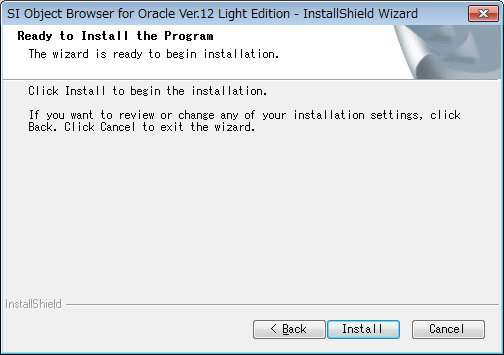 SI Object Browser for Oracle Ver.12 Light Edition - InstallShield Wizard
Ready to Install the Program
The wizard is ready to begin installation.
Click Install to begin the installation.
If you want to review or change any of your installation settings, click
Back. Click Cancel to exit the wizard.
InstallShield
< Back Install Cancel